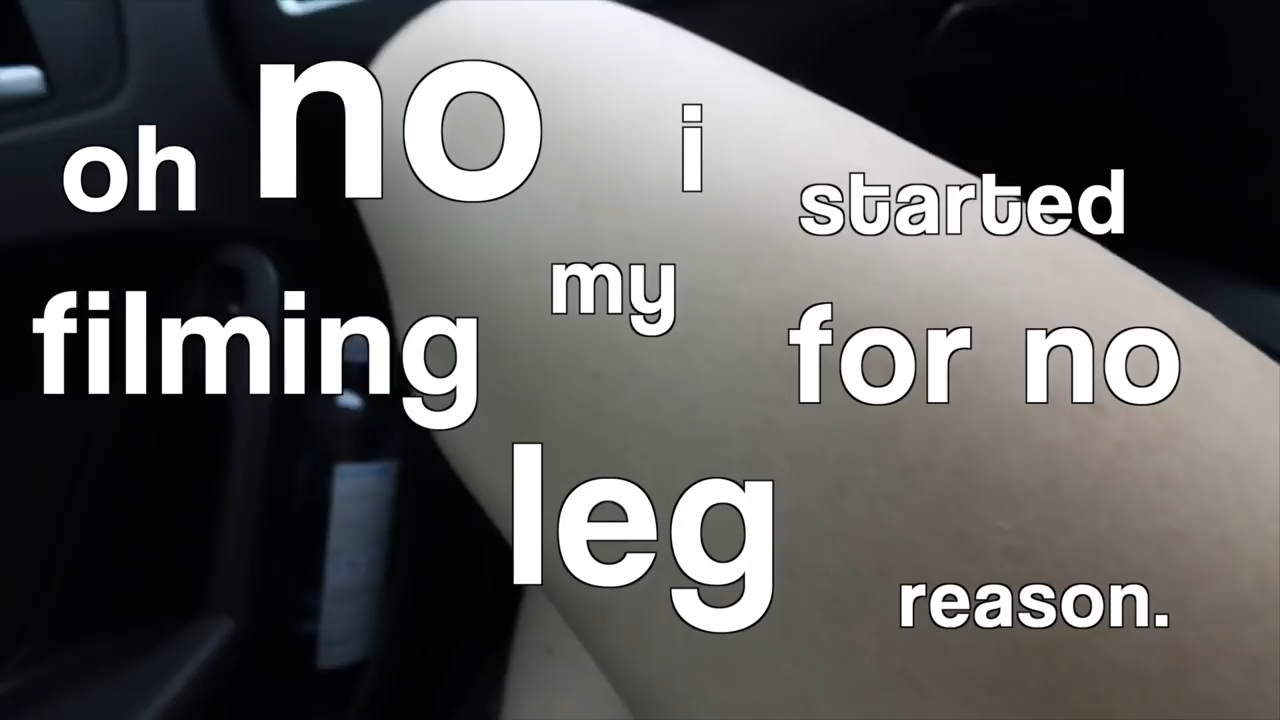 oh no i started
filming my for no
leg reason.